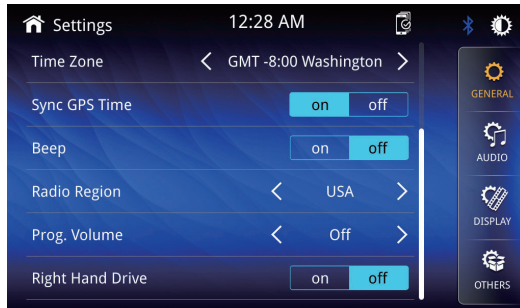 Settings 12:28 AM
Time Zone GMT -8:00 Washington
Sync GPS Time on off
Beep on off
Radio Region USA
Prog. Volume Off
Right Hand Drive on off
GENERAL
AUDIO
DISPLAY
OTHERS